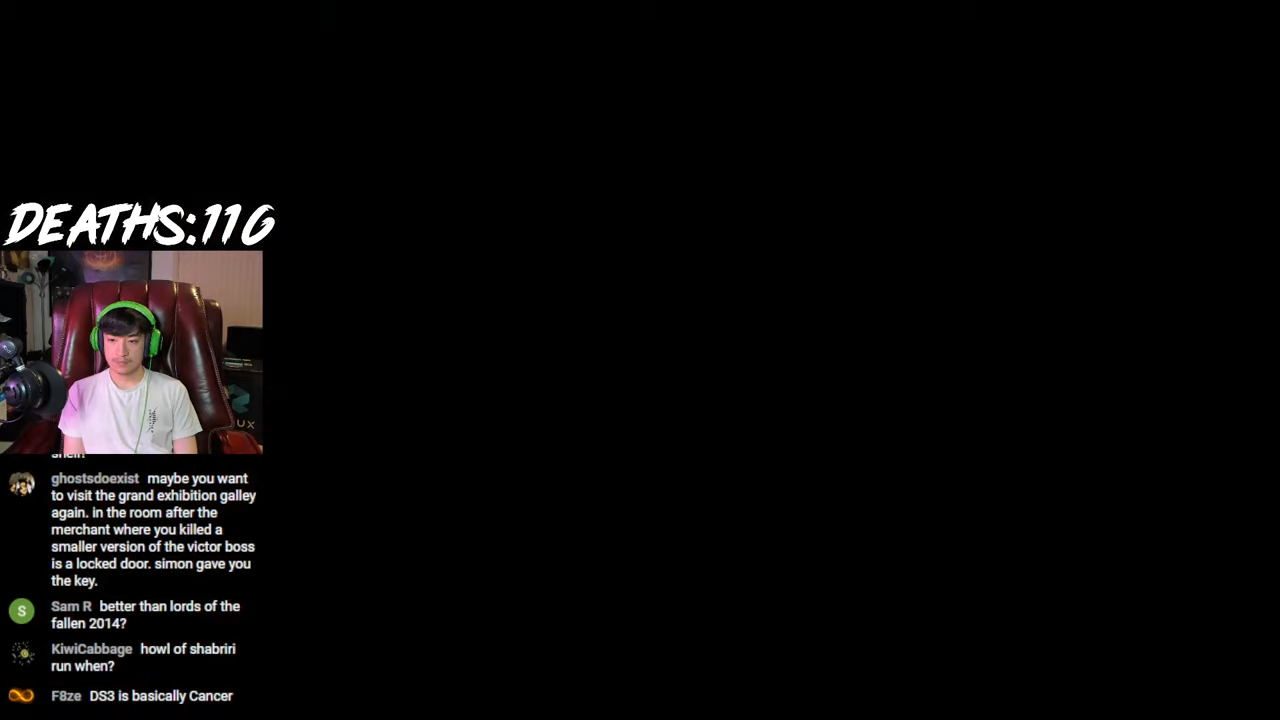 DEATHS:116
ghostsdoexist maybe you want
to visit the grand exhibition galley
again. in the room after the
merchant where you killed a
smaller version of the victor boss
is a locked door. simon gave you
the key.
S Sam R better than lords of the
fallen 2014?
KiwiCabbage howl of shabriri
run when?
F8ze DS3 is basically Cancer
UX